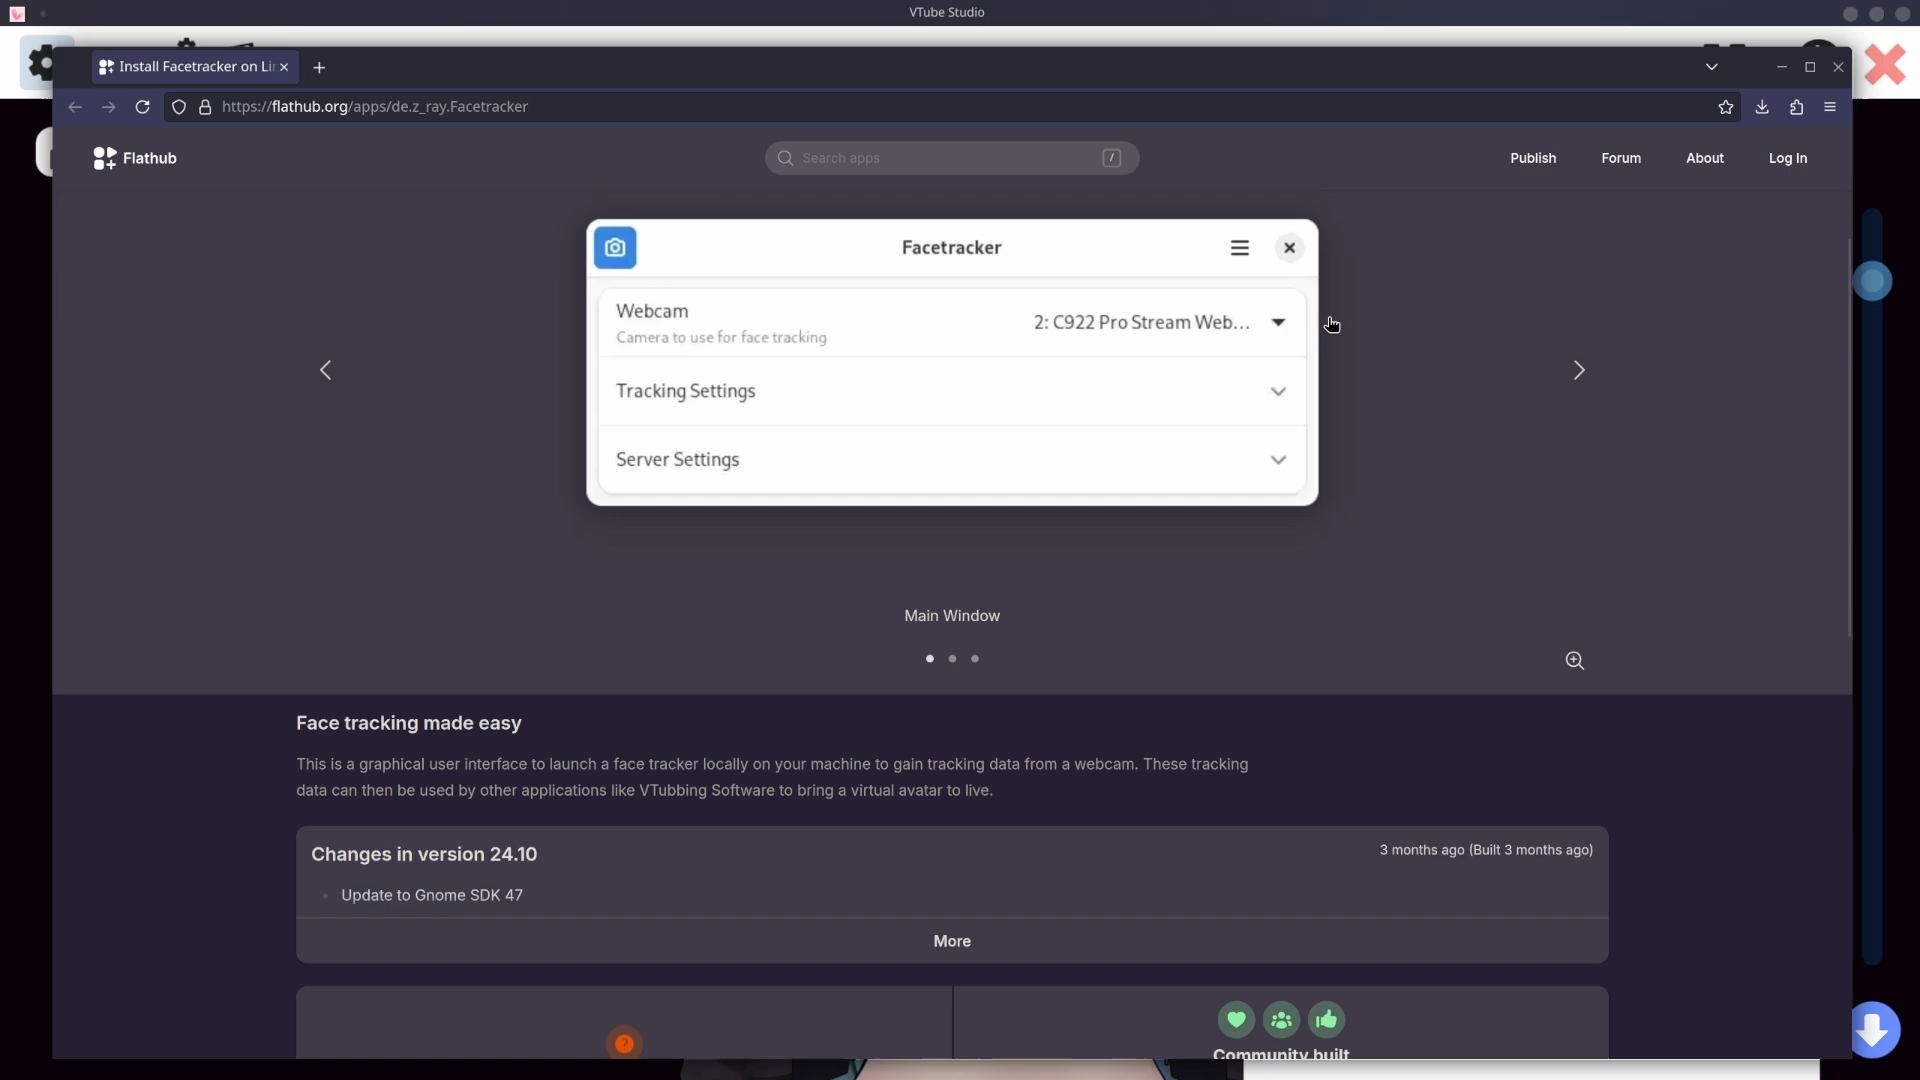 VTube Studio
Install Facetracker on Li
https://flathub.org/apps/de.z_ray.Facetracker
Flathub
Search apps
/
Publish
Forum
About
Log In
Facetracker
Webcam
Camera to use for face tracking
2: C922 Pro Stream Web...
Tracking Settings
Server Settings
Main Window
Face tracking made easy
This is a graphical user interface to launch a face tracker locally on your machine to gain tracking data from a webcam. These tracking
data can then be used by other applications like VTubbing Software to bring a virtual avatar to live.
Changes in version 24.10
3 months ago (Built 3 months ago)
Update to Gnome SDK 47
More
Community built